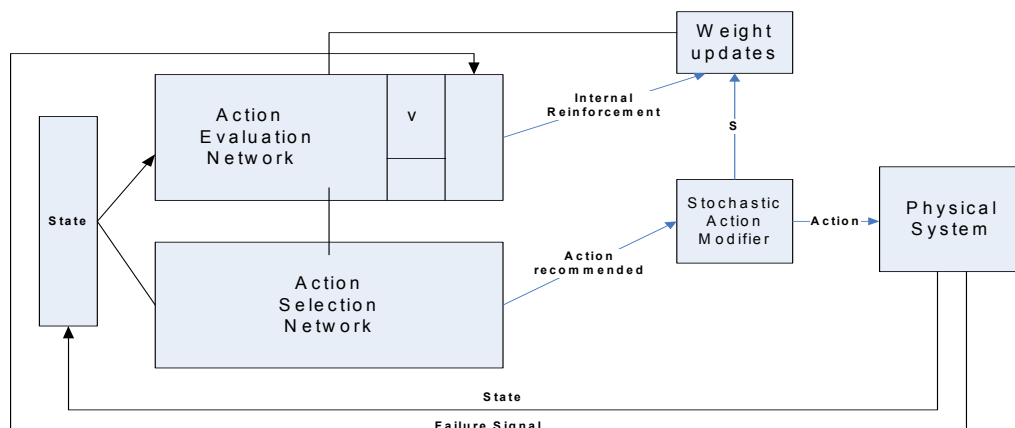 Weight
updates
Action
Evaluation
Network
v
Internal
Reinforcement
S
State
Stochastic
Action
Modifier
Action
Physical
System
Action
recommended
Action
Selection
Network
State
Failure Signal